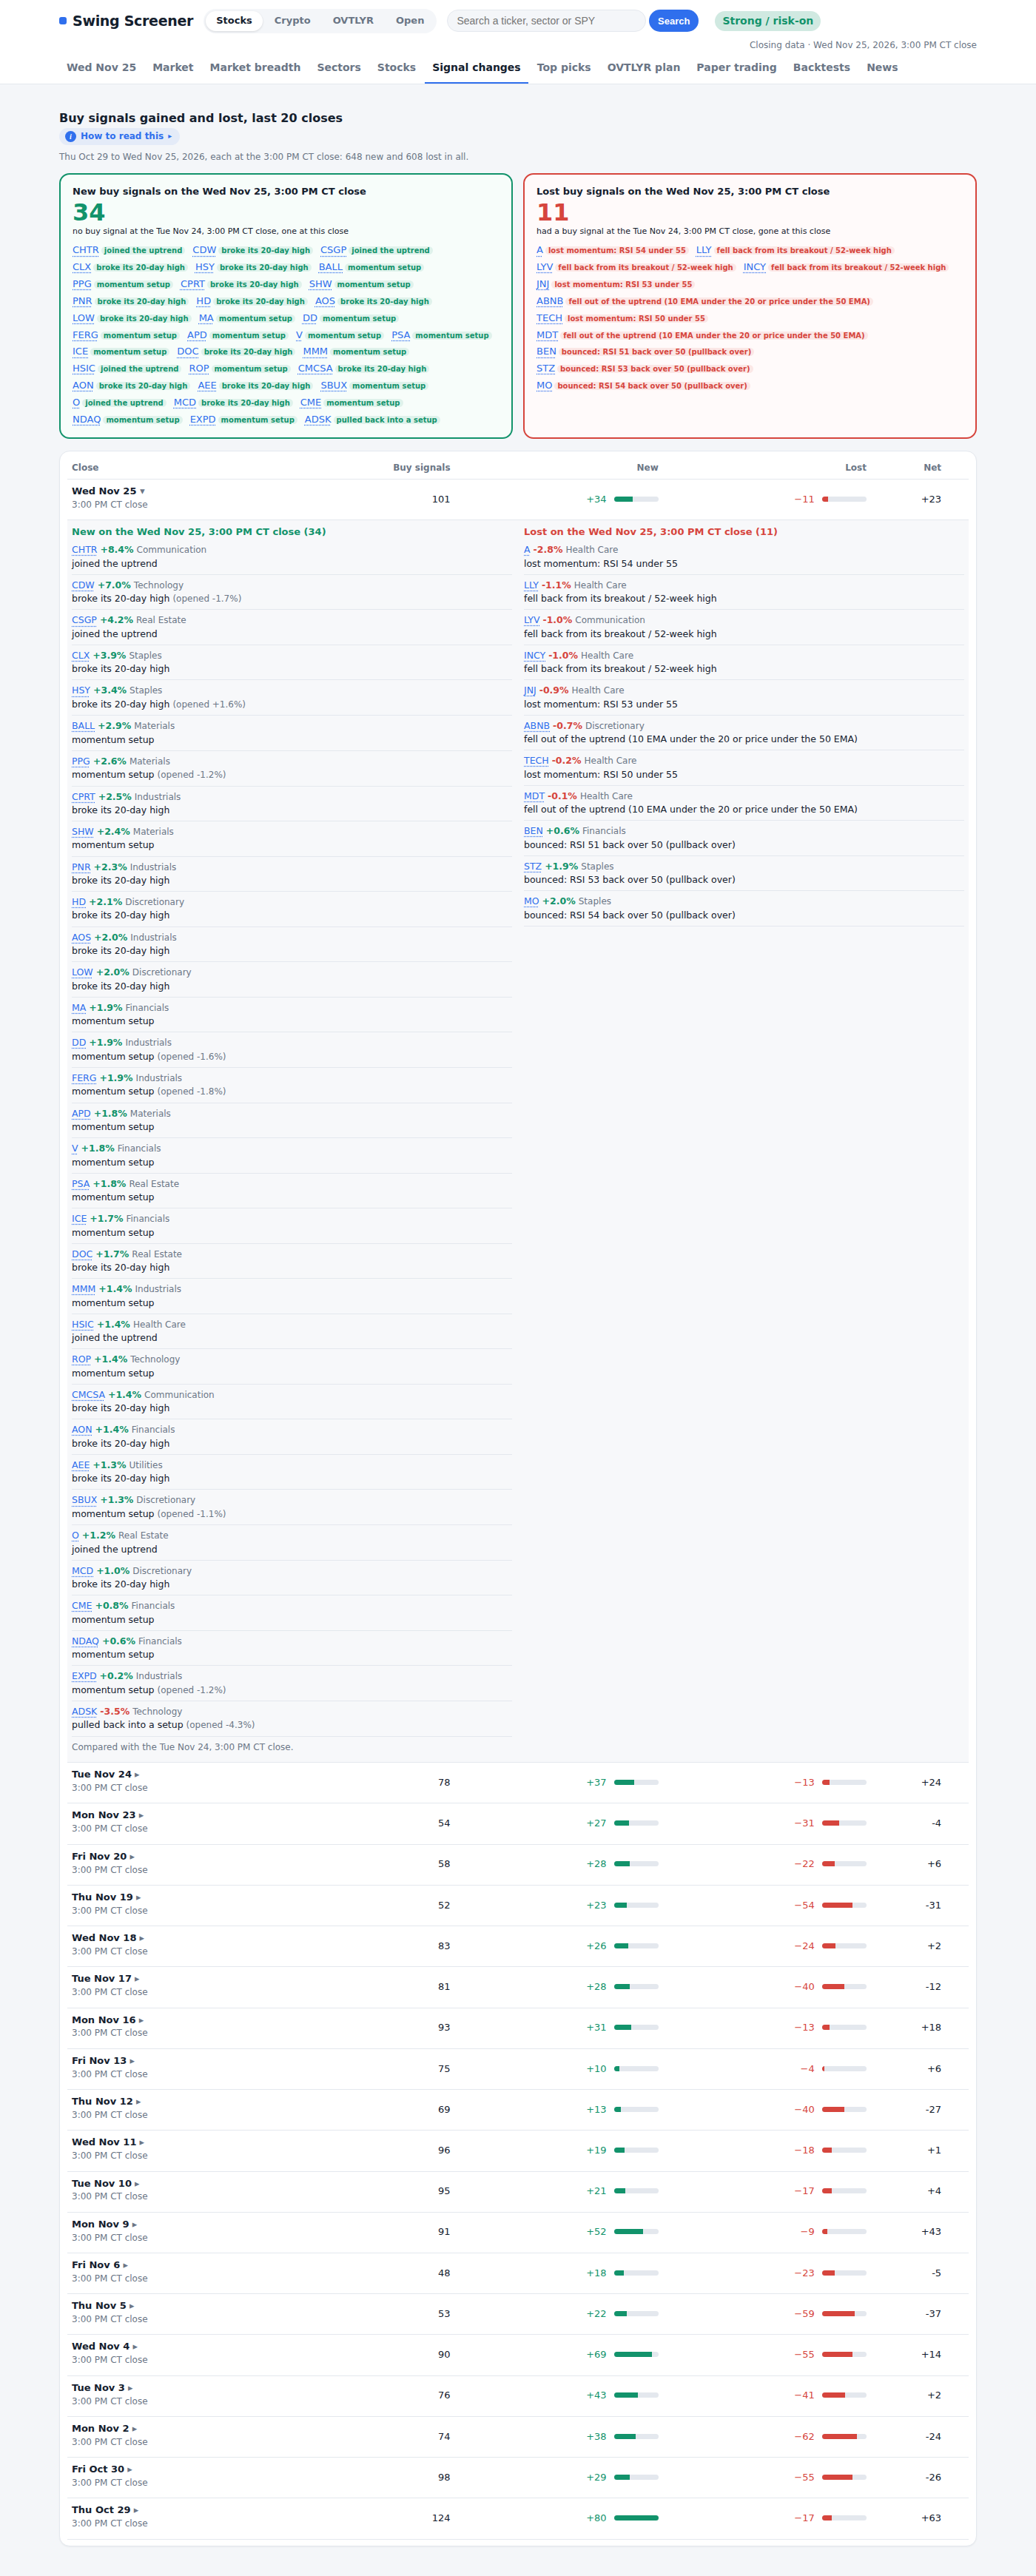 Swing Screener
Stocks Crypto OVTLYR Open
Search a ticker, sector or SPY
Search
Strong / risk-on
Closing data · Wed Nov 25, 2026, 3:00 PM CT close
Wed Nov 25 Market Market breadth Sectors Stocks Signal changes Top picks OVTLYR plan Paper trading Backtests News
Buy signals gained and lost, last 20 closes
i How to read this ▸
Thu Oct 29 to Wed Nov 25, 2026, each at the 3:00 PM CT close: 648 new and 608 lost in all.
New buy signals on the Wed Nov 25, 3:00 PM CT close
34
no buy signal at the Tue Nov 24, 3:00 PM CT close, one at this close
CHTR joined the uptrend CDW broke its 20-day high CSGP joined the uptrend
CLX broke its 20-day high HSY broke its 20-day high BALL momentum setup
PPG momentum setup CPRT broke its 20-day high SHW momentum setup
PNR broke its 20-day high HD broke its 20-day high AOS broke its 20-day high
LOW broke its 20-day high MA momentum setup DD momentum setup
FERG momentum setup APD momentum setup V momentum setup PSA momentum setup
ICE momentum setup DOC broke its 20-day high MMM momentum setup
HSIC joined the uptrend ROP momentum setup CMCSA broke its 20-day high
AON broke its 20-day high AEE broke its 20-day high SBUX momentum setup
O joined the uptrend MCD broke its 20-day high CME momentum setup
NDAQ momentum setup EXPD momentum setup ADSK pulled back into a setup
Lost buy signals on the Wed Nov 25, 3:00 PM CT close
11
had a buy signal at the Tue Nov 24, 3:00 PM CT close, gone at this close
A lost momentum: RSI 54 under 55 LLY fell back from its breakout / 52-week high
LYV fell back from its breakout / 52-week high INCY fell back from its breakout / 52-week high
JNJ lost momentum: RSI 53 under 55
ABNB fell out of the uptrend (10 EMA under the 20 or price under the 50 EMA)
TECH lost momentum: RSI 50 under 55
MDT fell out of the uptrend (10 EMA under the 20 or price under the 50 EMA)
BEN bounced: RSI 51 back over 50 (pullback over)
STZ bounced: RSI 53 back over 50 (pullback over)
MO bounced: RSI 54 back over 50 (pullback over)
Close Buy signals New Lost Net
Wed Nov 25 ▾
3:00 PM CT close
101 +34 −11 +23
New on the Wed Nov 25, 3:00 PM CT close (34)
CHTR +8.4% Communication
joined the uptrend
CDW +7.0% Technology
broke its 20-day high (opened -1.7%)
CSGP +4.2% Real Estate
joined the uptrend
CLX +3.9% Staples
broke its 20-day high
HSY +3.4% Staples
broke its 20-day high (opened +1.6%)
BALL +2.9% Materials
momentum setup
PPG +2.6% Materials
momentum setup (opened -1.2%)
CPRT +2.5% Industrials
broke its 20-day high
SHW +2.4% Materials
momentum setup
PNR +2.3% Industrials
broke its 20-day high
HD +2.1% Discretionary
broke its 20-day high
AOS +2.0% Industrials
broke its 20-day high
LOW +2.0% Discretionary
broke its 20-day high
MA +1.9% Financials
momentum setup
DD +1.9% Industrials
momentum setup (opened -1.6%)
FERG +1.9% Industrials
momentum setup (opened -1.8%)
APD +1.8% Materials
momentum setup
V +1.8% Financials
momentum setup
PSA +1.8% Real Estate
momentum setup
ICE +1.7% Financials
momentum setup
DOC +1.7% Real Estate
broke its 20-day high
MMM +1.4% Industrials
momentum setup
HSIC +1.4% Health Care
joined the uptrend
ROP +1.4% Technology
momentum setup
CMCSA +1.4% Communication
broke its 20-day high
AON +1.4% Financials
broke its 20-day high
AEE +1.3% Utilities
broke its 20-day high
SBUX +1.3% Discretionary
momentum setup (opened -1.1%)
O +1.2% Real Estate
joined the uptrend
MCD +1.0% Discretionary
broke its 20-day high
CME +0.8% Financials
momentum setup
NDAQ +0.6% Financials
momentum setup
EXPD +0.2% Industrials
momentum setup (opened -1.2%)
ADSK -3.5% Technology
pulled back into a setup (opened -4.3%)
Compared with the Tue Nov 24, 3:00 PM CT close.
Lost on the Wed Nov 25, 3:00 PM CT close (11)
A -2.8% Health Care
lost momentum: RSI 54 under 55
LLY -1.1% Health Care
fell back from its breakout / 52-week high
LYV -1.0% Communication
fell back from its breakout / 52-week high
INCY -1.0% Health Care
fell back from its breakout / 52-week high
JNJ -0.9% Health Care
lost momentum: RSI 53 under 55
ABNB -0.7% Discretionary
fell out of the uptrend (10 EMA under the 20 or price under the 50 EMA)
TECH -0.2% Health Care
lost momentum: RSI 50 under 55
MDT -0.1% Health Care
fell out of the uptrend (10 EMA under the 20 or price under the 50 EMA)
BEN +0.6% Financials
bounced: RSI 51 back over 50 (pullback over)
STZ +1.9% Staples
bounced: RSI 53 back over 50 (pullback over)
MO +2.0% Staples
bounced: RSI 54 back over 50 (pullback over)
Tue Nov 24 ▸
3:00 PM CT close
78 +37 −13 +24
Mon Nov 23 ▸
3:00 PM CT close
54 +27 −31 -4
Fri Nov 20 ▸
3:00 PM CT close
58 +28 −22 +6
Thu Nov 19 ▸
3:00 PM CT close
52 +23 −54 -31
Wed Nov 18 ▸
3:00 PM CT close
83 +26 −24 +2
Tue Nov 17 ▸
3:00 PM CT close
81 +28 −40 -12
Mon Nov 16 ▸
3:00 PM CT close
93 +31 −13 +18
Fri Nov 13 ▸
3:00 PM CT close
75 +10 −4 +6
Thu Nov 12 ▸
3:00 PM CT close
69 +13 −40 -27
Wed Nov 11 ▸
3:00 PM CT close
96 +19 −18 +1
Tue Nov 10 ▸
3:00 PM CT close
95 +21 −17 +4
Mon Nov 9 ▸
3:00 PM CT close
91 +52 −9 +43
Fri Nov 6 ▸
3:00 PM CT close
48 +18 −23 -5
Thu Nov 5 ▸
3:00 PM CT close
53 +22 −59 -37
Wed Nov 4 ▸
3:00 PM CT close
90 +69 −55 +14
Tue Nov 3 ▸
3:00 PM CT close
76 +43 −41 +2
Mon Nov 2 ▸
3:00 PM CT close
74 +38 −62 -24
Fri Oct 30 ▸
3:00 PM CT close
98 +29 −55 -26
Thu Oct 29 ▸
3:00 PM CT close
124 +80 −17 +63